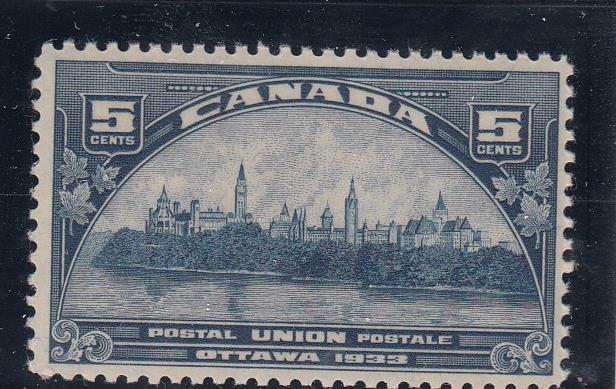 CANADA
5 CENTS
5 CENTS
POSTAL UNION POSTALE
OTTAWA 1933